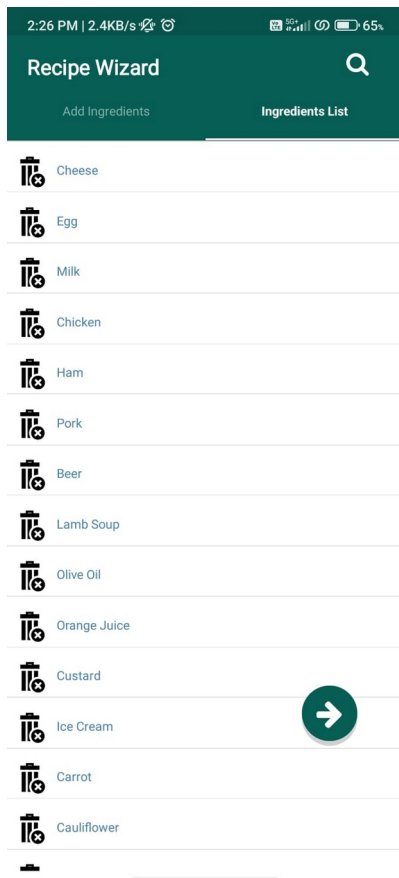 2:26 PM | 2.4KB/s 5G+ 65%
Recipe Wizard
Add Ingredients Ingredients List
Cheese
Egg
Milk
Chicken
Ham
Pork
Beer
Lamb Soup
Olive Oil
Orange Juice
Custard
Ice Cream
Carrot
Cauliflower